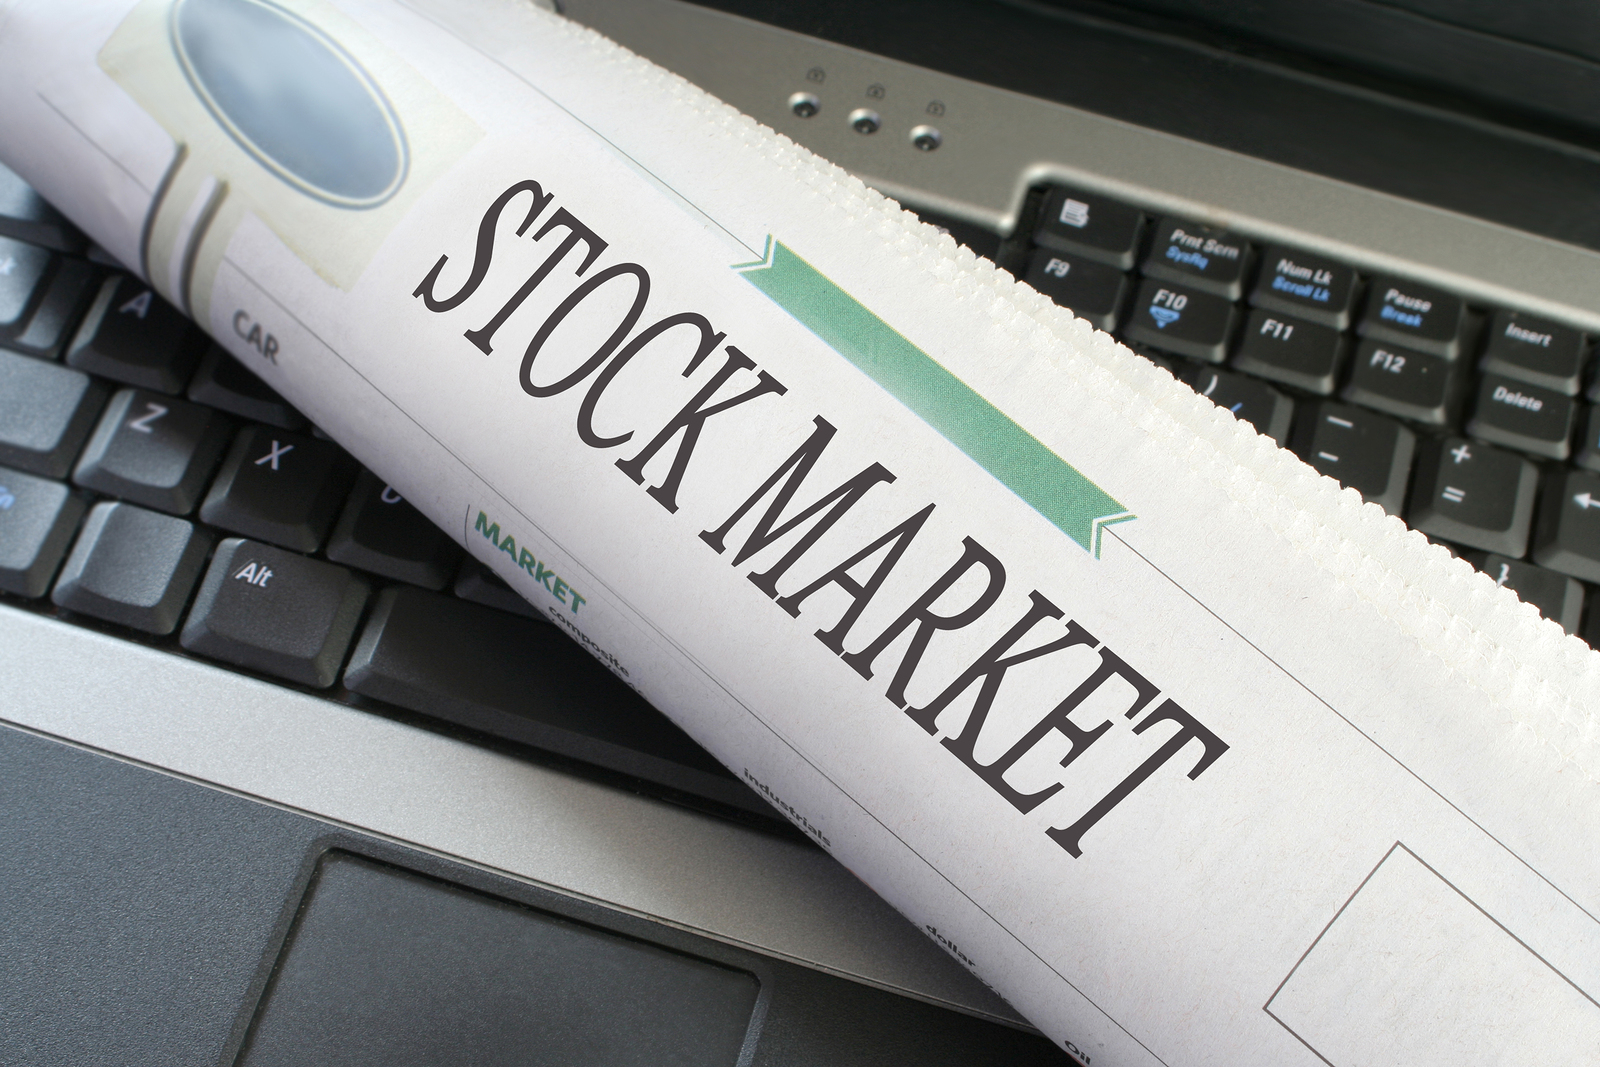 STOCK MARKET
CAR
MARKET
composite
industrials
dollar
Oil
Prnt Scrn
SysRq
Num Lk
Scroll Lk
Pause
Break
Insert
F9
F10
F11
F12
Delete
-
+
=
}
A
Z
X
Alt